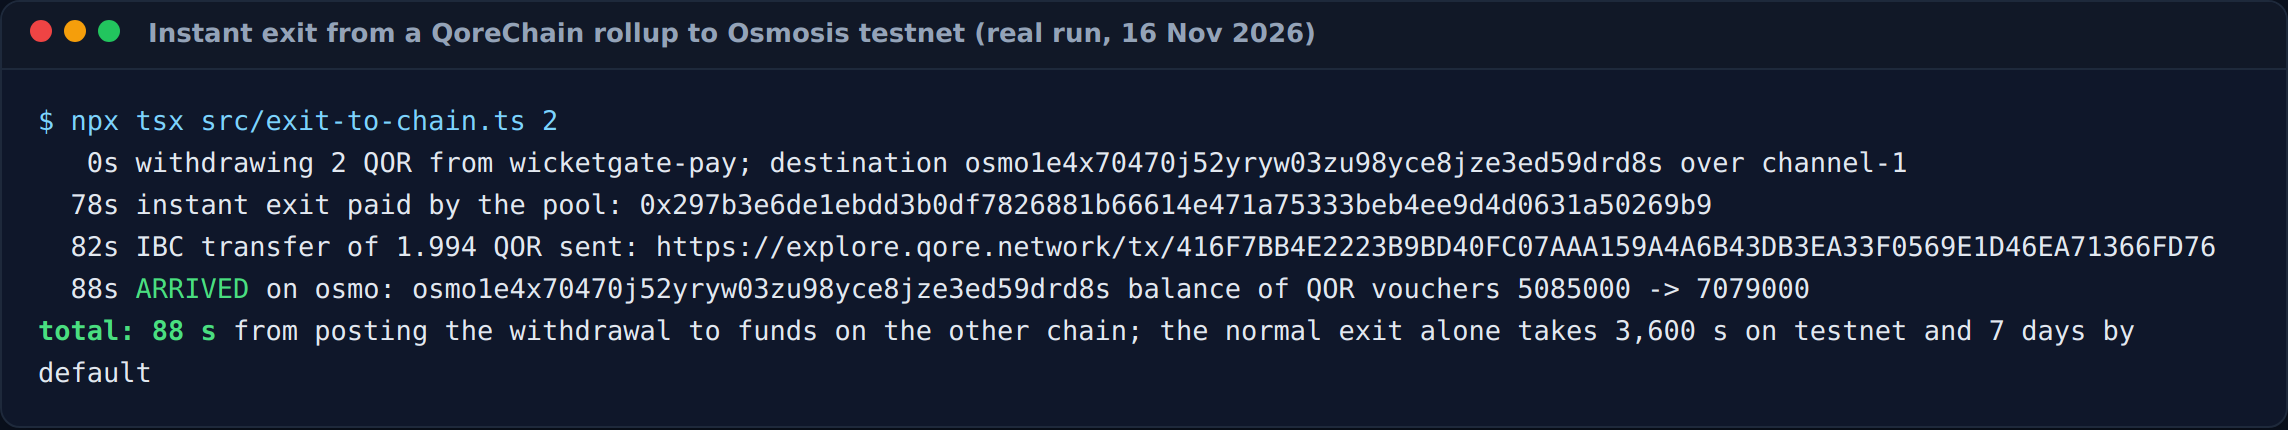 Instant exit from a QoreChain rollup to Osmosis testnet (real run, 16 Nov 2026)
$ npx tsx src/exit-to-chain.ts 2
0s withdrawing 2 QOR from wicketgate-pay; destination osmo1e4x70470j52yryw03zu98yce8jze3ed59drd8s over channel-1
78s instant exit paid by the pool: 0x297b3e6de1ebdd3b0df7826881b66614e471a75333beb4ee9d4d0631a50269b9
82s IBC transfer of 1.994 QOR sent: https://explore.qore.network/tx/416F7BB4E2223B9BD40FC07AAA159A4A6B43DB3EA33F0569E1D46EA71366FD76
88s ARRIVED on osmo: osmo1e4x70470j52yryw03zu98yce8jze3ed59drd8s balance of QOR vouchers 5085000 -> 7079000
total: 88 s from posting the withdrawal to funds on the other chain; the normal exit alone takes 3,600 s on testnet and 7 days by
default